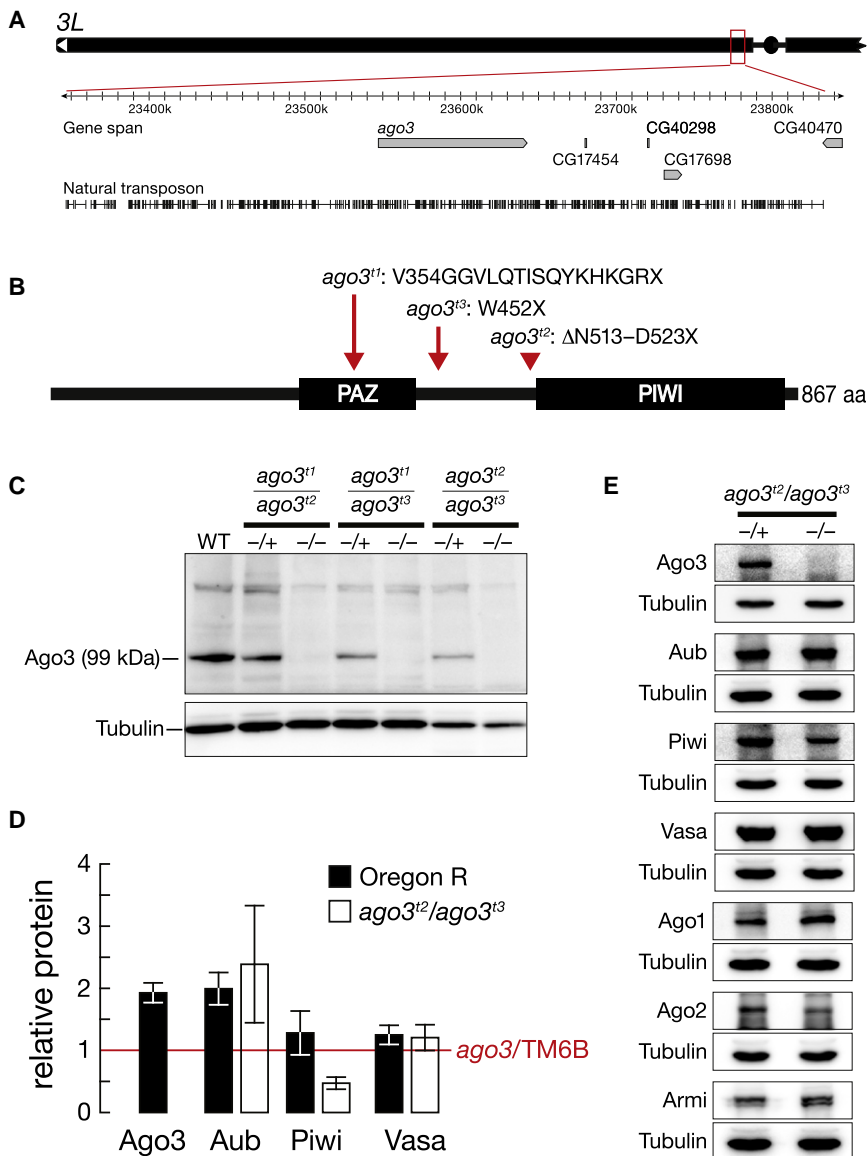 A
3L
23400k 23500k 23600k 23700k 23800k
Gene span
ago3
CG40298
CG40470
CG17454
CG17698
Natural transposon
B
ago3t1: V354GGVLQTISQYKHKGRX
ago3t3: W452X
ago3t2: ΔN513–D523X
PAZ
PIWI
867 aa
C
ago3t1 ago3t1 ago3t2
ago3t2 ago3t3 ago3t3
WT −/+ −/− −/+ −/− −/+ −/−
Ago3 (99 kDa)
Tubulin
D
relative protein
4
3
2
1
0
Oregon R
ago3t2/ago3t3
ago3/TM6B
Ago3 Aub Piwi Vasa
E
ago3t2/ago3t3
−/+ −/−
Ago3
Tubulin
Aub
Tubulin
Piwi
Tubulin
Vasa
Tubulin
Ago1
Tubulin
Ago2
Tubulin
Armi
Tubulin